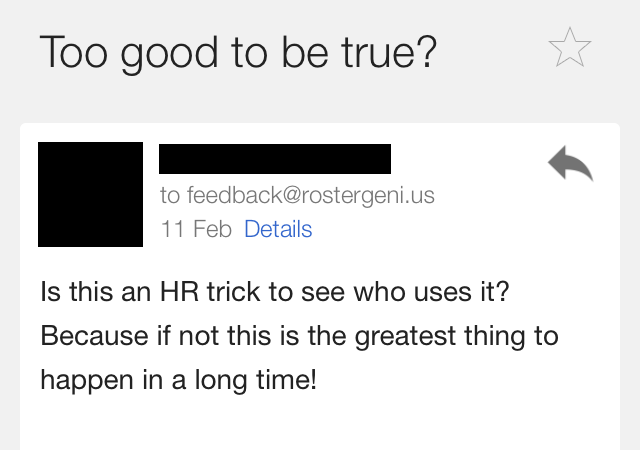 Too good to be true?
to feedback@rostergeni.us
11 Feb Details
Is this an HR trick to see who uses it?
Because if not this is the greatest thing to
happen in a long time!